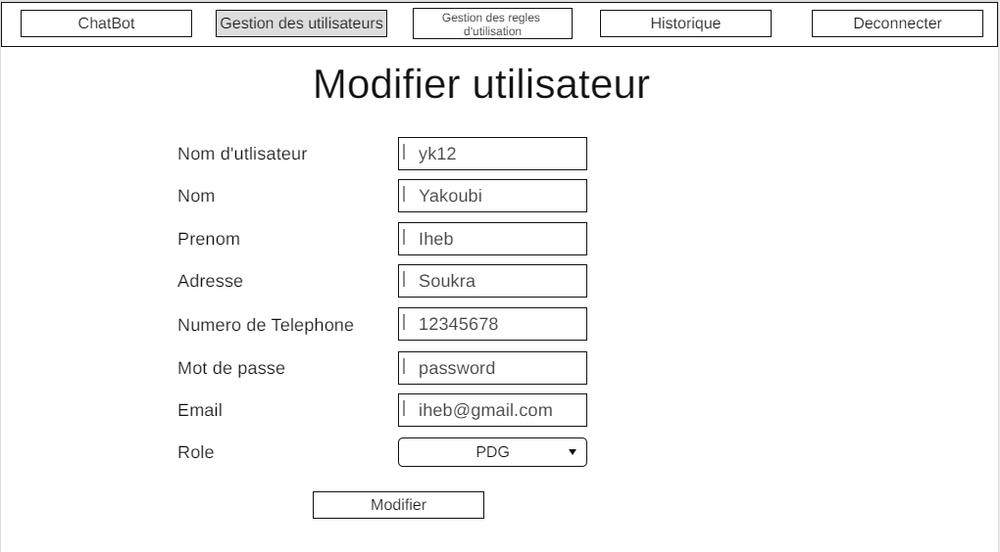 ChatBot
Gestion des utilisateurs
Gestion des regles
d'utilisation
Historique
Deconnecter
Modifier utilisateur
Nom d'utlisateur yk12
Nom Yakoubi
Prenom Iheb
Adresse Soukra
Numero de Telephone 12345678
Mot de passe password
Email iheb@gmail.com
Role PDG
Modifier